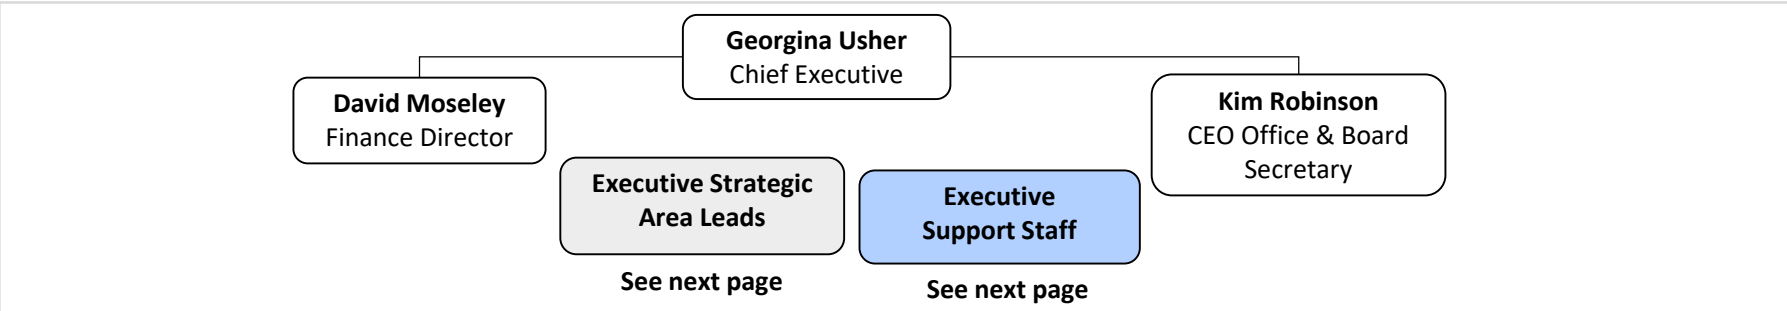 Georgina Usher
Chief Executive
David Moseley
Finance Director
Kim Robinson
CEO Office & Board
Secretary
Executive Strategic
Area Leads
Executive
Support Staff
See next page
See next page